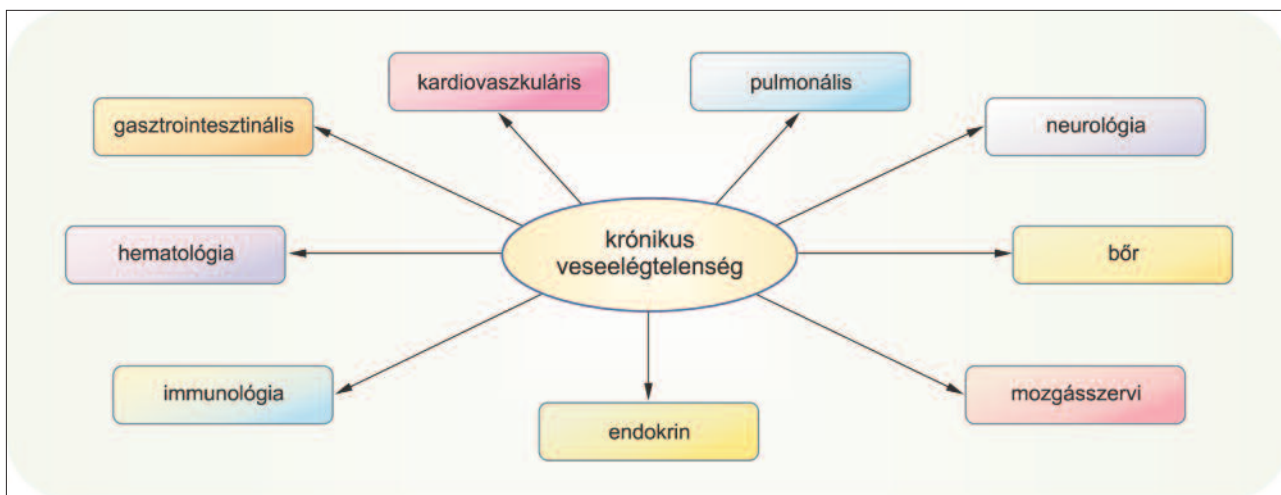 kardiovaszkuláris
pulmonális
gasztrointesztinális
neurológia
krónikus
veseelégtelenség
hematológia
bőr
immunológia
mozgásszervi
endokrin